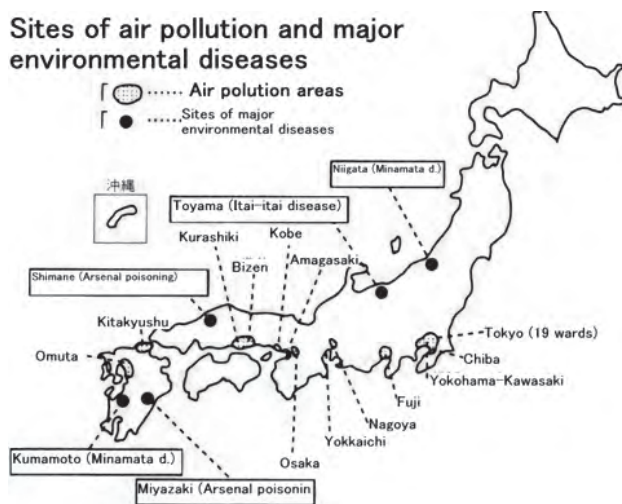 Sites of air pollution and major
environmental diseases
「 ...... Air polution areas
「 ● ...... Sites of major
environmental diseases
沖縄
Niigata (Minamata d.)
Toyama (Itai-itai disease)
Kurashiki
Kobe
Bizen
Amagasaki
Shimane (Arsenal poisoning)
Kitakyushu
Omuta
Tokyo (19 wards)
Chiba
Yokohama-Kawasaki
Fuji
Nagoya
Yokkaichi
Osaka
Kumamoto (Minamata d.)
Miyazaki (Arsenal poisonin